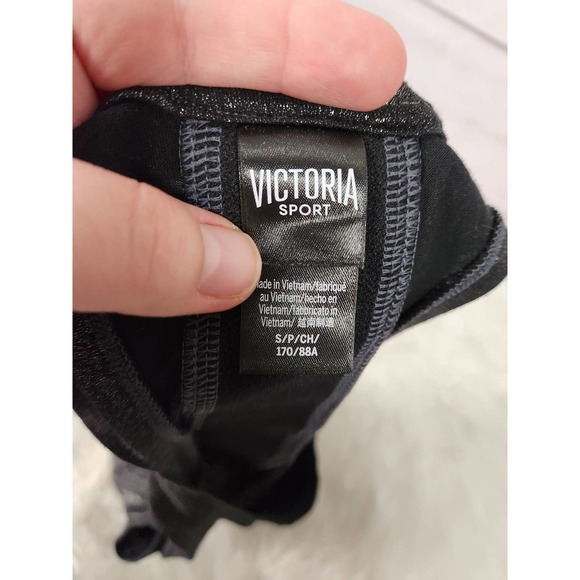 VICTORIA
SPORT
ade in Vietnam/fabriqué
au Vietnam/hecho en
Vietnam/fabbricato in
Vietnam/ 越南制造
S/P/CH/
170/88A